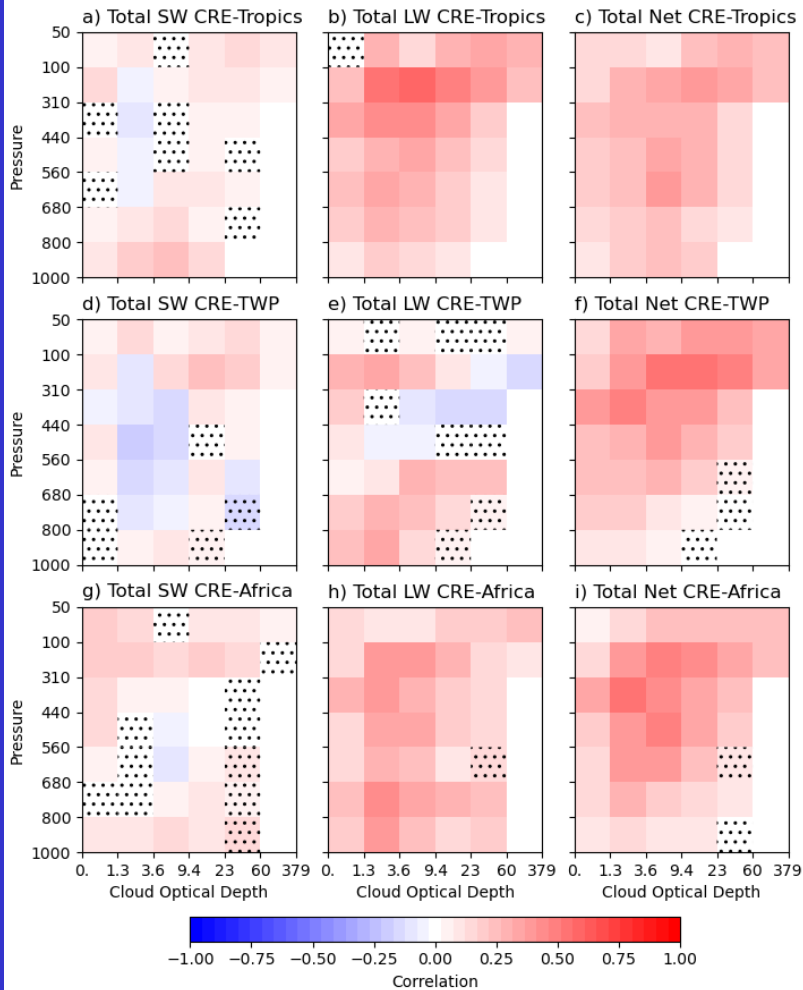 a) Total SW CRE-Tropics b) Total LW CRE-Tropics c) Total Net CRE-Tropics
50
100
310
440
560
680
800
1000
Pressure
d) Total SW CRE-TWP e) Total LW CRE-TWP f) Total Net CRE-TWP
50
100
310
440
560
680
800
1000
Pressure
g) Total SW CRE-Africa h) Total LW CRE-Africa i) Total Net CRE-Africa
50
100
310
440
560
680
800
1000
Pressure
0. 1.3 3.6 9.4 23 60 379 0. 1.3 3.6 9.4 23 60 379 0. 1.3 3.6 9.4 23 60 379
Cloud Optical Depth Cloud Optical Depth Cloud Optical Depth
−1.00 −0.75 −0.50 −0.25 0.00 0.25 0.50 0.75 1.00
Correlation